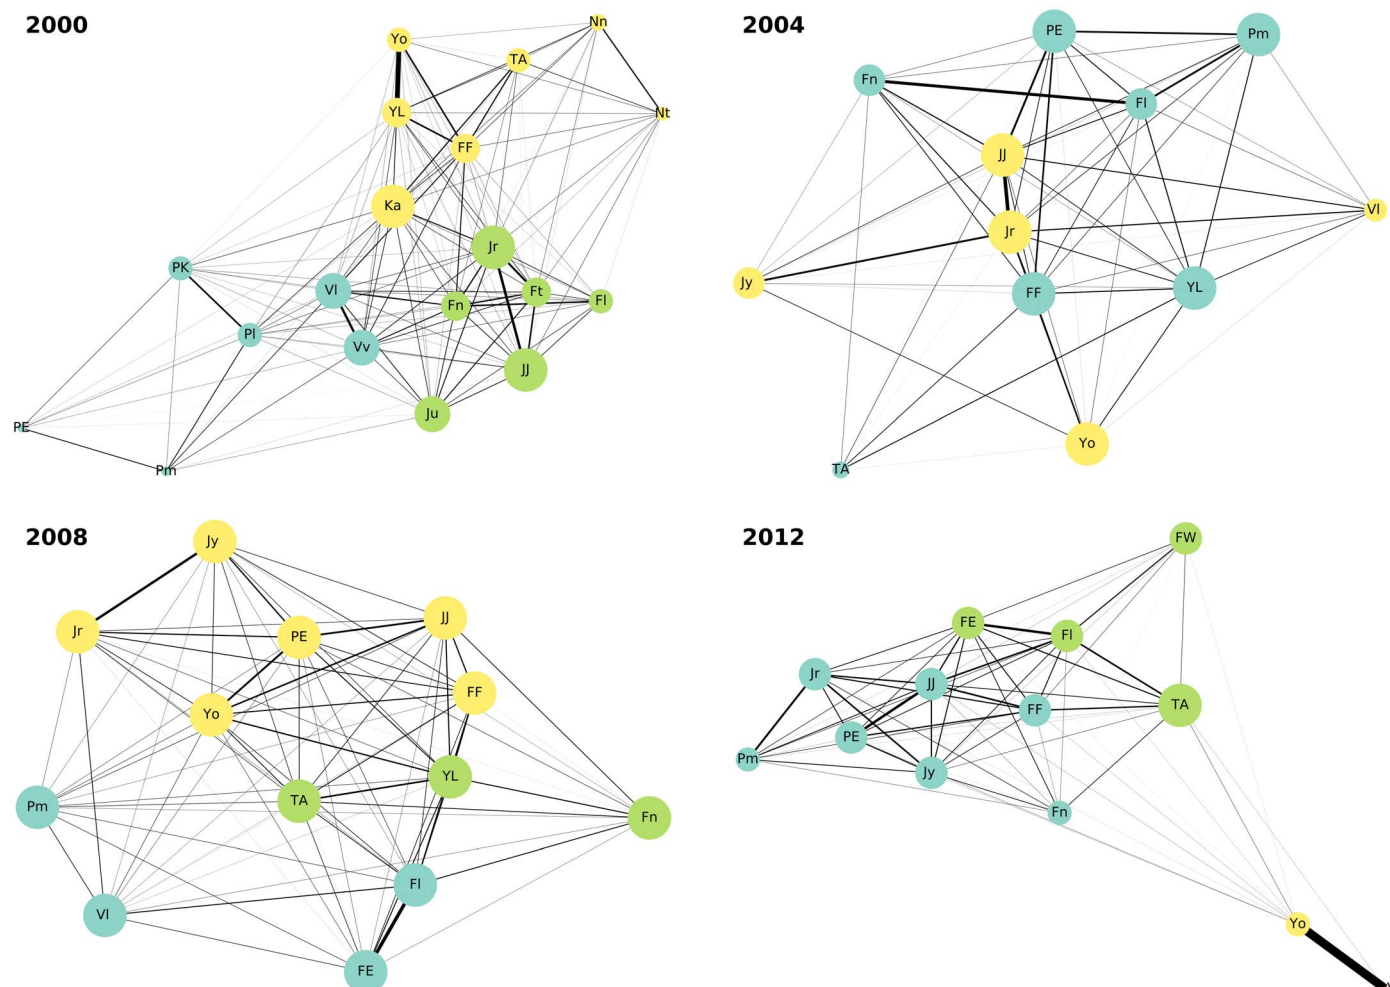 2000
Yo
Nn
TA
YL
Nt
FF
Ka
Jr
PK
Vl
Ft
Fn
Fl
Pl
Vv
JJ
Ju
PE
Pm
2004
PE
Pm
Fn
Fl
JJ
Vl
Jr
Jy
FF
YL
Yo
TA
2008
Jy
Jr
PE
JJ
FF
Yo
YL
TA
Pm
Fn
Fl
Vl
FE
2012
FW
FE
Fl
Jr
JJ
FF
TA
PE
Pm
Jy
Fn
Yo